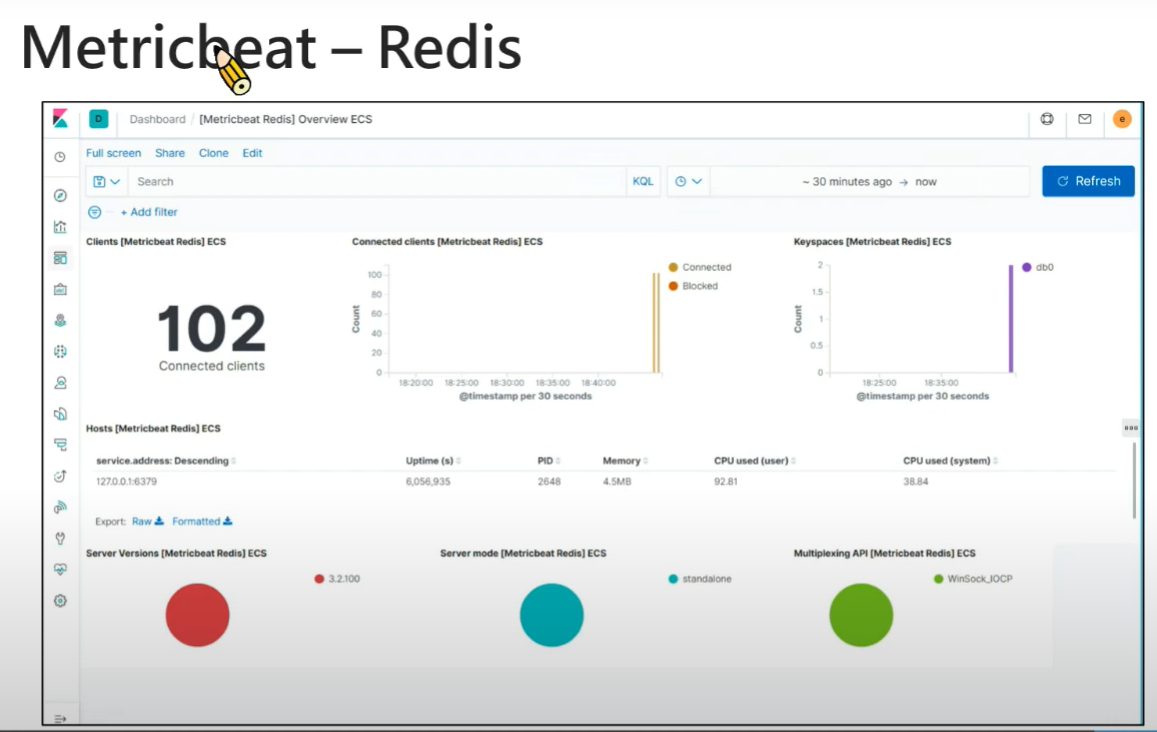 Metricbeat – Redis
D Dashboard / [Metricbeat Redis] Overview ECS e
Full screen Share Clone Edit
Search KQL ~ 30 minutes ago → now Refresh
+ Add filter
Clients [Metricbeat Redis] ECS
102
Connected clients
Connected clients [Metricbeat Redis] ECS
Connected
Blocked
100
80
60
40
20
0
Count
18:20:00 18:25:00 18:30:00 18:35:00 18:40:00
@timestamp per 30 seconds
Keyspaces [Metricbeat Redis] ECS
db0
2
1.5
1
0.5
0
Count
18:25:00 18:35:00
@timestamp per 30 seconds
Hosts [Metricbeat Redis] ECS
service.address: Descending Uptime (s) PID Memory CPU used (user) CPU used (system)
127.0.0.1:6379 6,056,935 2648 4.5MB 92.81 38.84
Export: Raw Formatted
Server Versions [Metricbeat Redis] ECS
3.2.100
Server mode [Metricbeat Redis] ECS
standalone
Multiplexing API [Metricbeat Redis] ECS
WinSock_IOCP